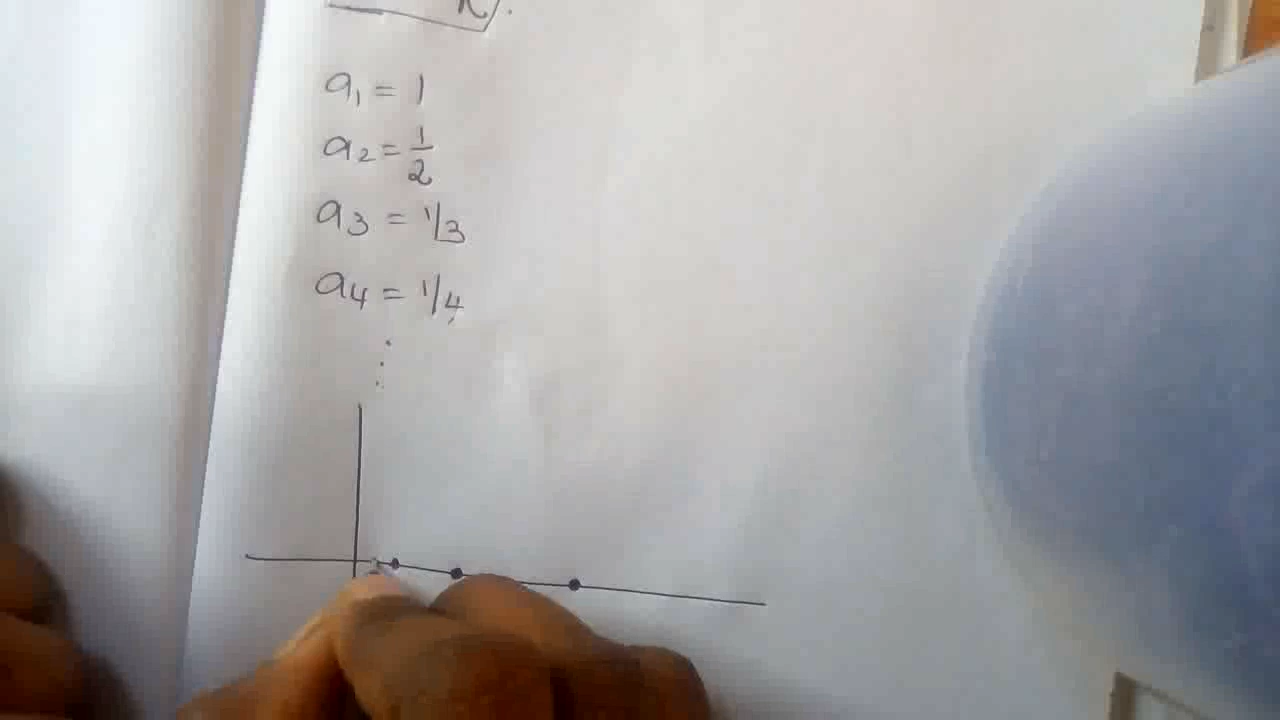 a₁ = 1
a₂ = 1/2
a₃ = 1/3
a₄ = 1/4
⋮